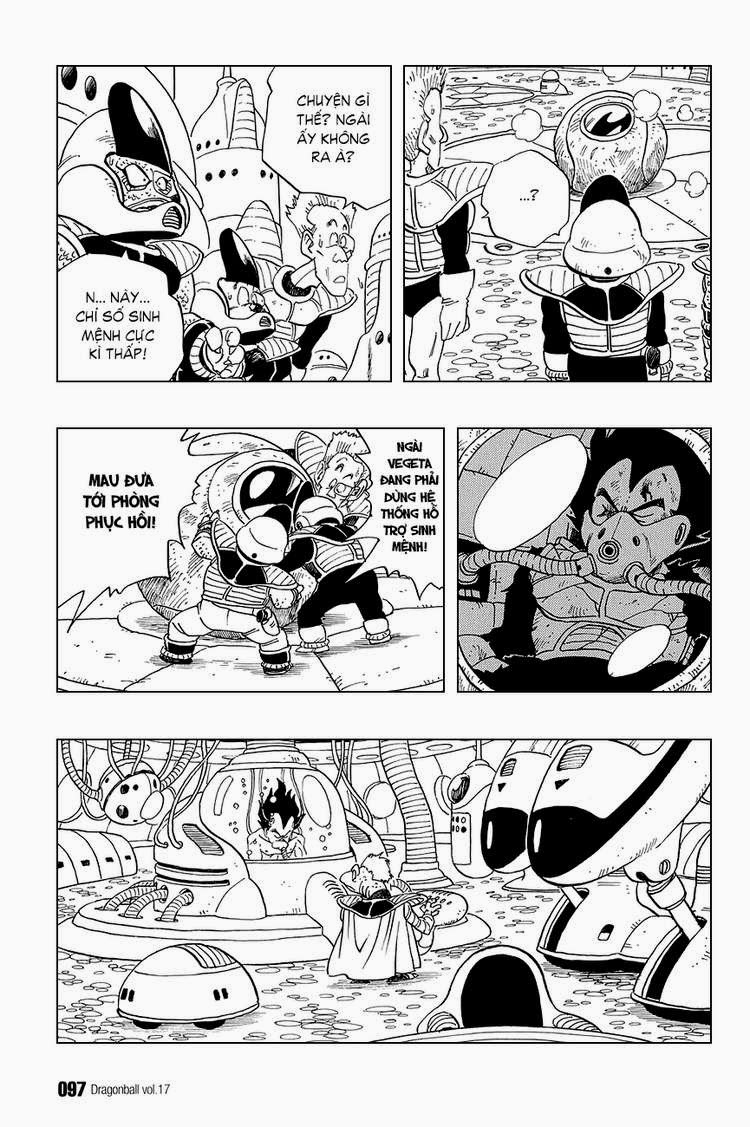 ...?
CHUYỆN GÌ
THẾ? NGÀI
ẤY KHÔNG
RA À?
N... NÀY...
CHỈ SỐ SINH
MỆNH CỰC
KÌ THẤP!
NGÀI
VEGETA
ĐANG PHẢI
DÙNG HỆ
THỐNG HỖ
TRỢ SINH
MỆNH!
MAU ĐƯA
TỚI PHÒNG
PHỤC HỒI!
097 Dragonball vol.17